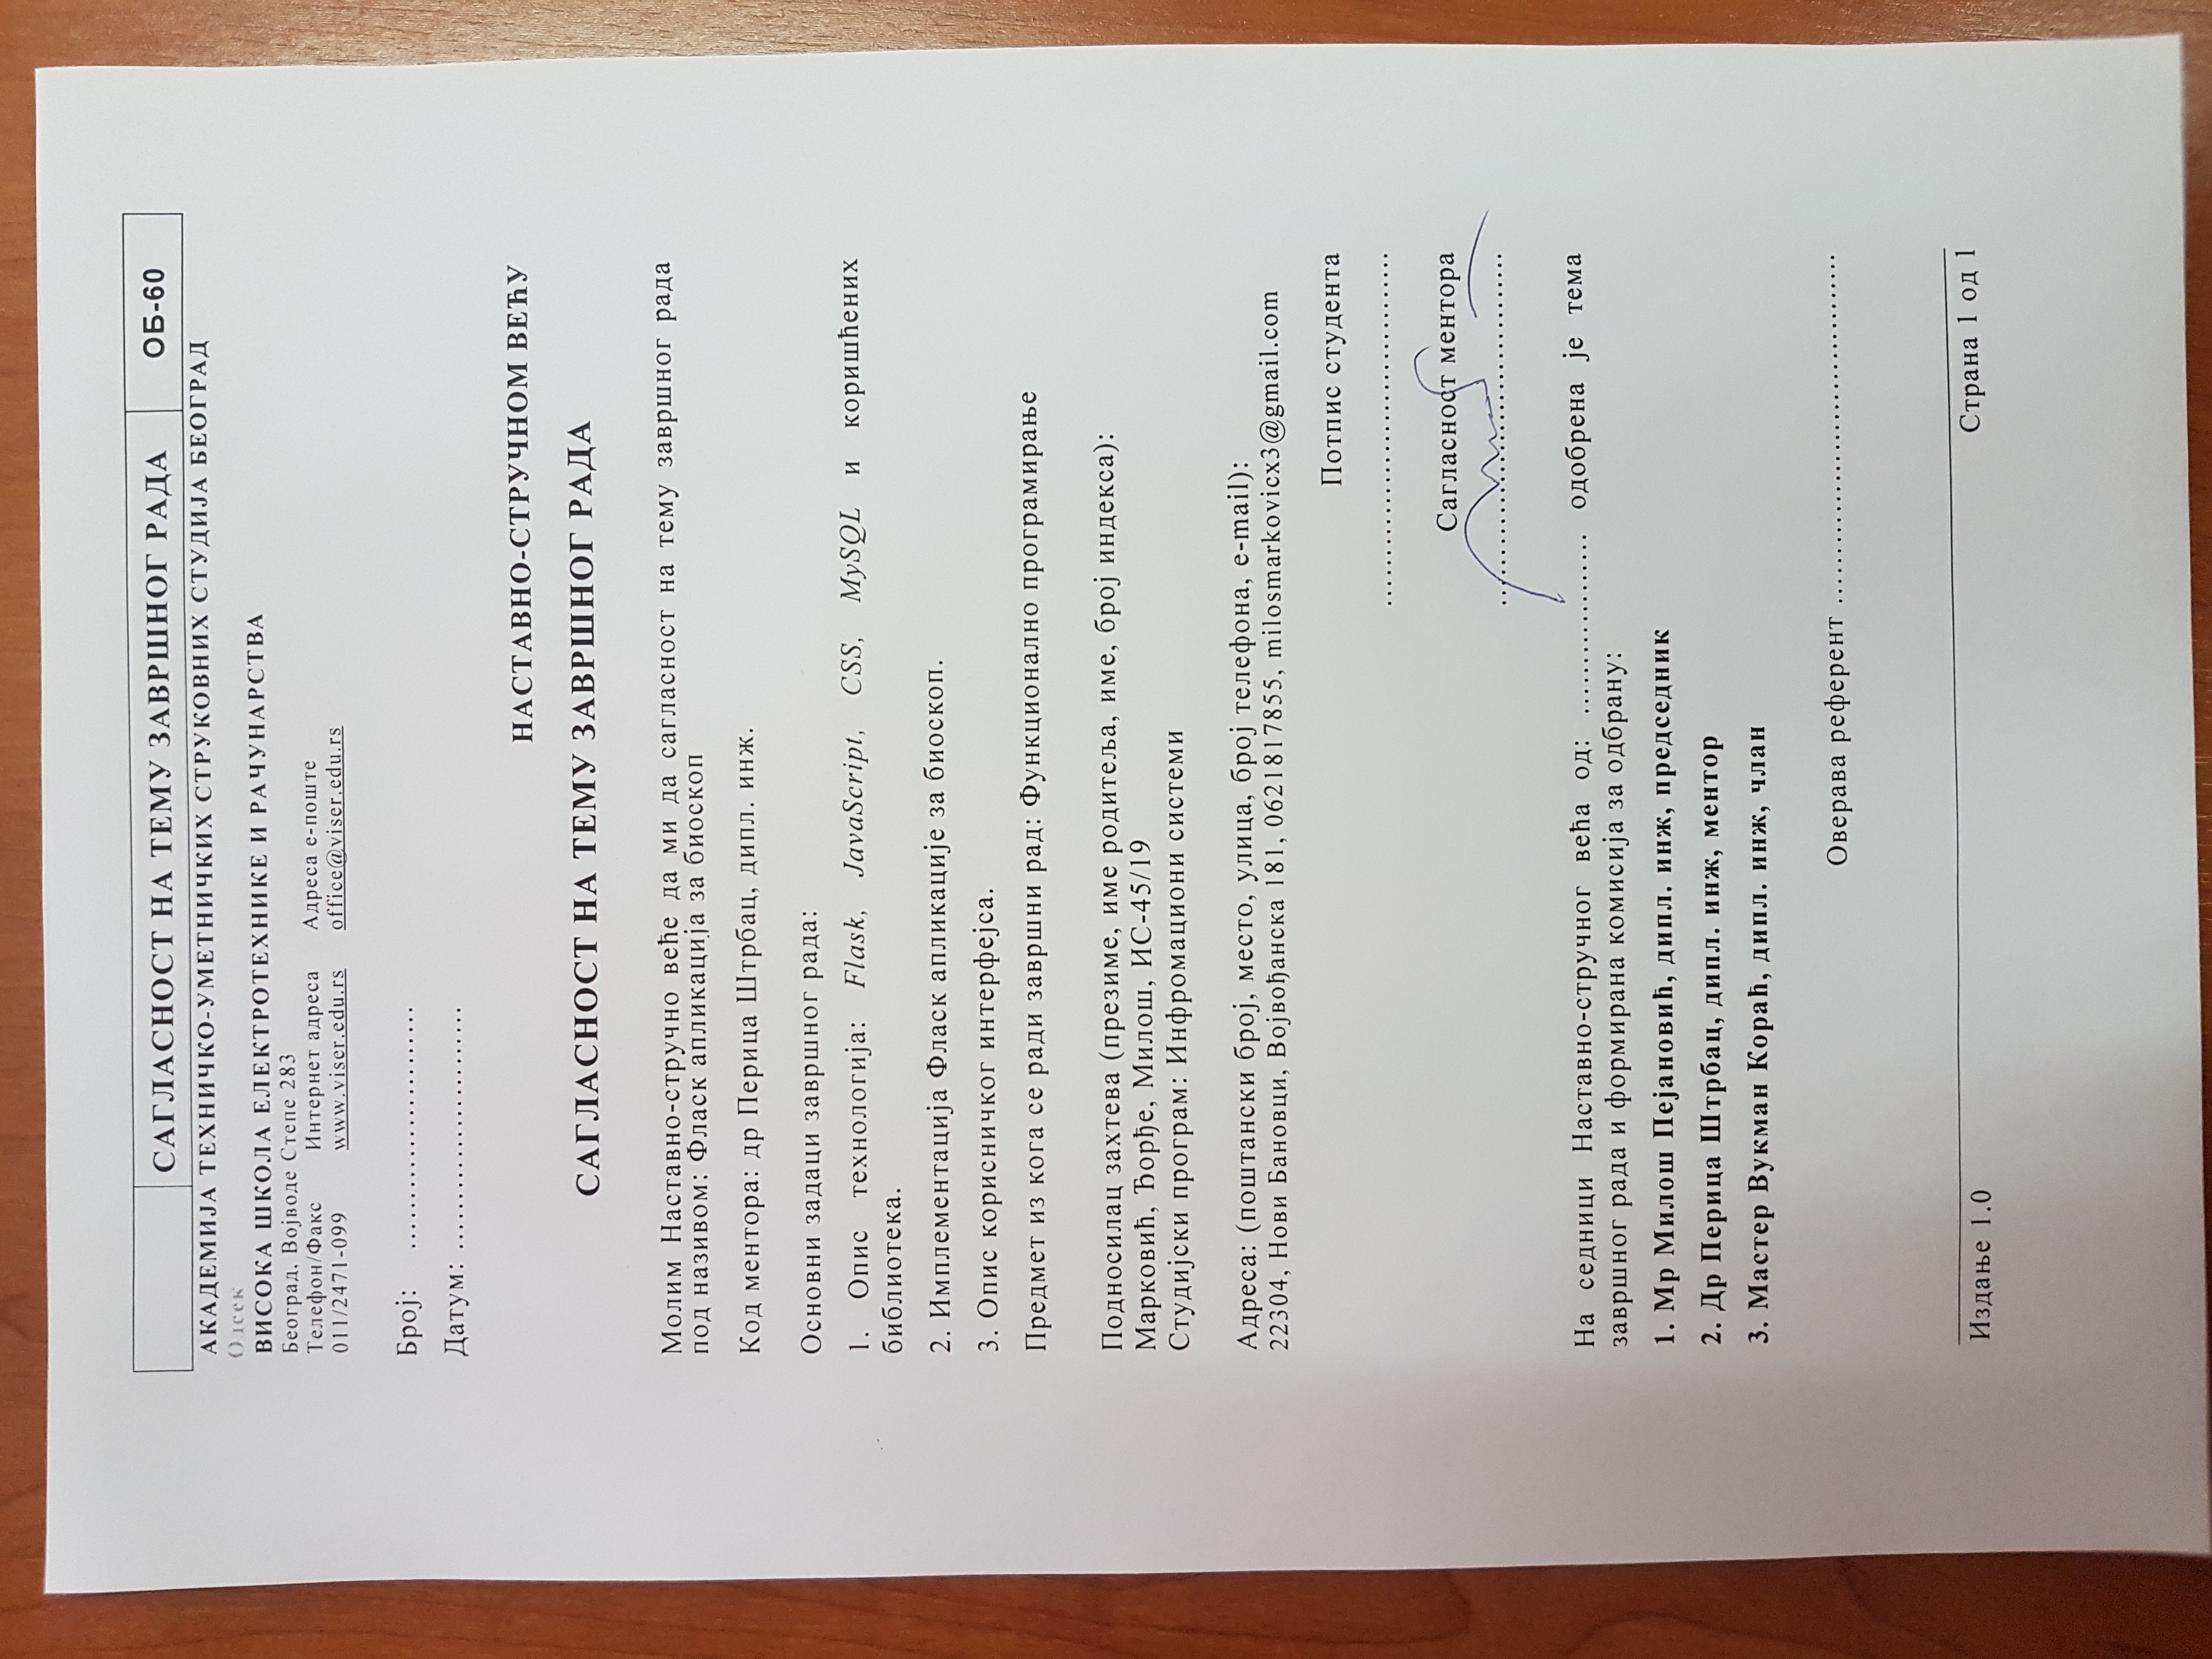 САГЛАСНОСТ НА ТЕМУ ЗАВРШНОГ РАДА ОБ-60
АКАДЕМИЈА ТЕХНИЧКО-УМЕТНИЧКИХ СТРУКОВНИХ СТУДИЈА БЕОГРАД
Одсек
ВИСОКА ШКОЛА ЕЛЕКТРОТЕХНИКЕ И РАЧУНАРСТВА
Београд, Војводе Степе 283
Телефон/Факс Интернет адреса Адреса е-поште
011/2471-099 www.viser.edu.rs office@viser.edu.rs
Број: ........................
Датум: ........................
НАСТАВНО-СТРУЧНОМ ВЕЋУ
САГЛАСНОСТ НА ТЕМУ ЗАВРШНОГ РАДА
Молим Наставно-стручно веће да ми да сагласност на тему завршног рада
под називом: Фласк апликација за биоскоп
Код ментора: др Перица Штрбац, дипл. инж.
Основни задаци завршног рада:
1. Опис технологија: Flask, JavaScript, CSS, MySQL и коришћених
библиотека.
2. Имплементација Фласк апликације за биоскоп.
3. Опис корисничког интерфејса.
Предмет из кога се ради завршни рад: Функционално програмирање
Подносилац захтева (презиме, име родитеља, име, број индекса):
Марковић, Ђорђе, Милош, ИС-45/19
Студијски програм: Инфромациони системи
Адреса: (поштански број, место, улица, број телефона, e-mail):
22304, Нови Бановци, Војвођанска 181, 0621817855, milosmarkovicx3@gmail.com
Потпис студента
...................................
Сагласност ментора
...................................
На седници Наставно-стручног већа од: .................. одобрена је тема
завршног рада и формирана комисија за одбрану:
1. Мр Милош Пејановић, дипл. инж, председник
2. Др Перица Штрбац, дипл. инж, ментор
3. Мастер Вукман Кораћ, дипл. инж, члан
Оверава референт ...................................
Издање 1.0 Страна 1 од 1